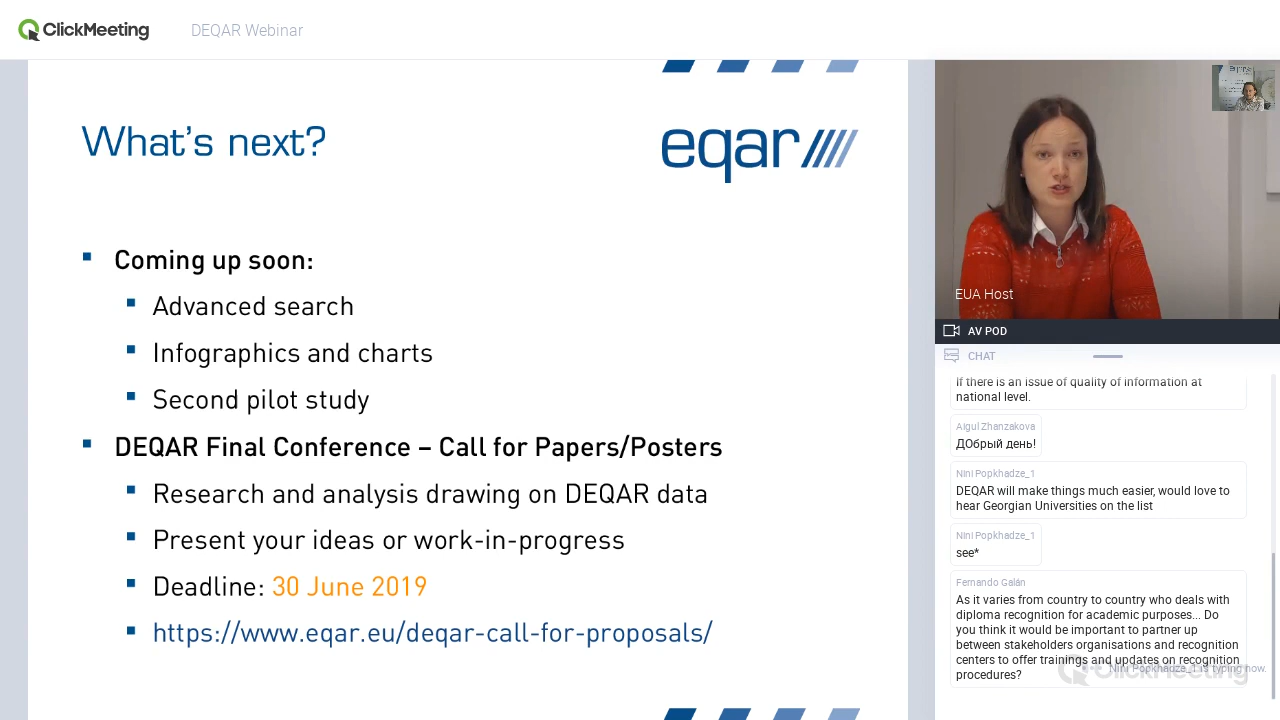 ClickMeeting
DEQAR Webinar
What's next?
eqar
Coming up soon:
Advanced search
Infographics and charts
Second pilot study
DEQAR Final Conference – Call for Papers/Posters
Research and analysis drawing on DEQAR data
Present your ideas or work-in-progress
Deadline: 30 June 2019
https://www.eqar.eu/deqar-call-for-proposals/
EUA Host
AV POD
CHAT
If there is an issue of quality of information at
national level.
Aigul Zhanzakova
ДОбрый день!
Nini Popkhadze_1
DEQAR will make things much easier, would love to
hear Georgian Universities on the list
Nini Popkhadze_1
see*
Fernando Galán
As it varies from country to country who deals with
diploma recognition for academic purposes... Do
you think it would be important to partner up
between stakeholders organisations and recognition
centers to offer trainings and updates on recognition
procedures?
Nini Popkhadze_1 is typing now.
ClickMeeting